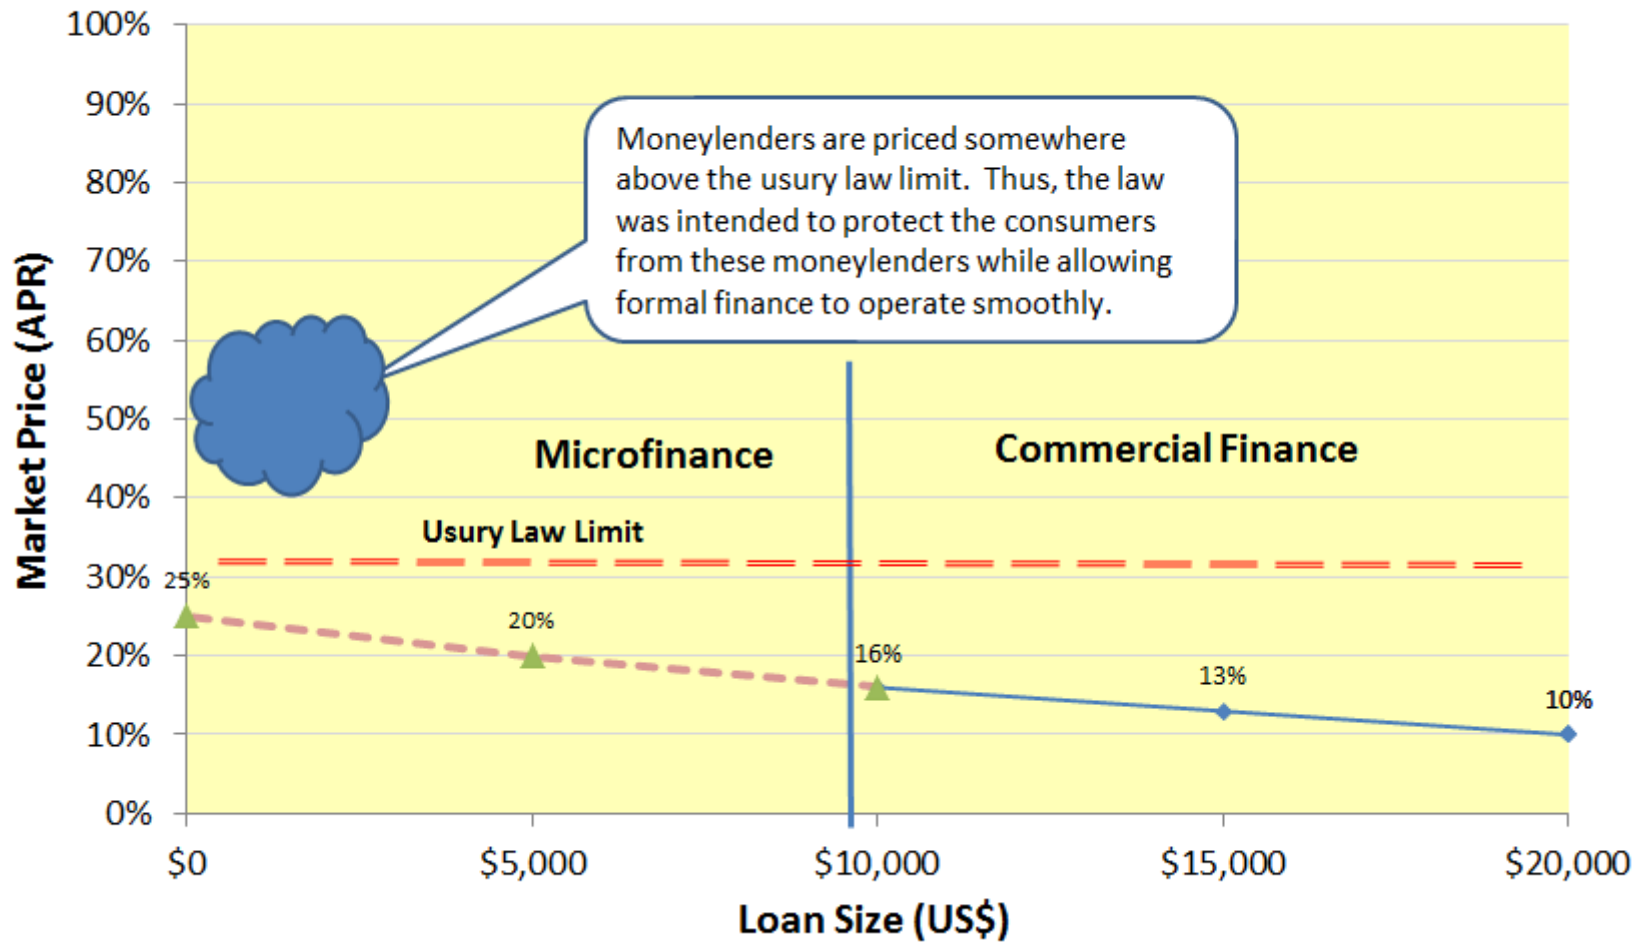 100%
90%
80%
70%
60%
50%
40%
30%
20%
10%
0%
Market Price (APR)
Moneylenders are priced somewhere
above the usury law limit.  Thus, the law
was intended to protect the consumers
from these moneylenders while allowing
formal finance to operate smoothly.
Microfinance
Commercial Finance
Usury Law Limit
25%
20%
16%
13%
10%
$0
$5,000
$10,000
$15,000
$20,000
Loan Size (US$)